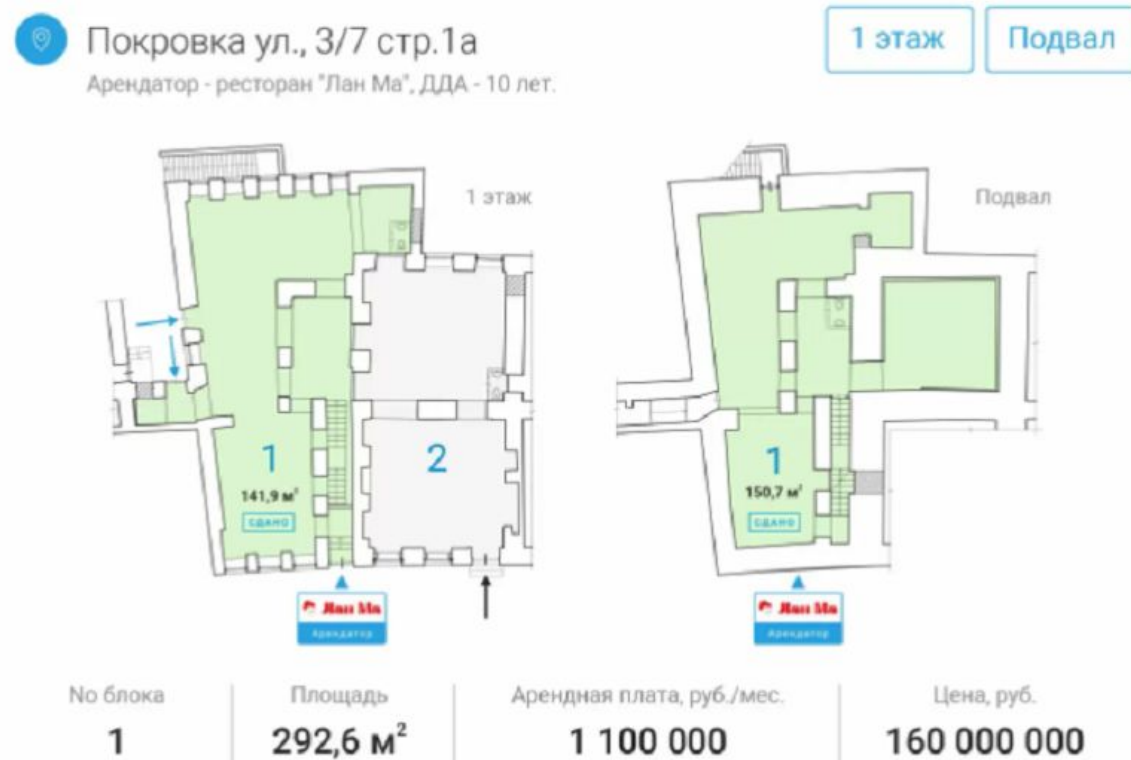 Покровка ул., 3/7 стр.1а
1 этаж
Подвал
Арендатор - ресторан "Лан Ма", ДДА - 10 лет.
1 этаж
Подвал
1
141,9 м²
СДАНО
2
1
150,7 м²
СДАНО
Лан Ма
Арендатор
Лан Ма
Арендатор
No блока
Площадь
Арендная плата, руб./мес.
Цена, руб.
1
292,6 м²
1 100 000
160 000 000